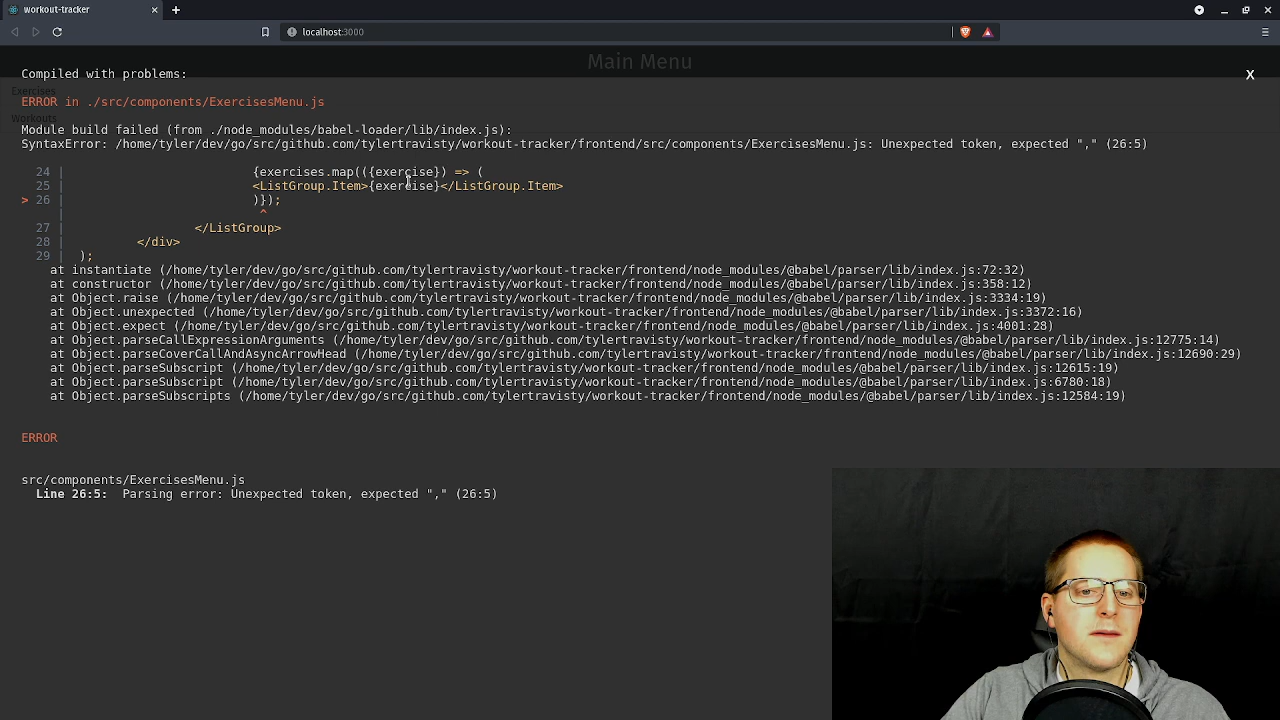 workout-tracker
localhost:3000
Main Menu
Compiled with problems:
X
Exercises
ERROR in ./src/components/ExercisesMenu.js
Workouts
Module build failed (from ./node_modules/babel-loader/lib/index.js):
SyntaxError: /home/tyler/dev/go/src/github.com/tylertravisty/workout-tracker/frontend/src/components/ExercisesMenu.js: Unexpected token, expected "," (26:5)
24 | {exercises.map(({exercise}) => (
25 | <ListGroup.Item>{exercise}</ListGroup.Item>
> 26 | )});
| ^
27 | </ListGroup>
28 | </div>
29 | );
at instantiate (/home/tyler/dev/go/src/github.com/tylertravisty/workout-tracker/frontend/node_modules/@babel/parser/lib/index.js:72:32)
at constructor (/home/tyler/dev/go/src/github.com/tylertravisty/workout-tracker/frontend/node_modules/@babel/parser/lib/index.js:358:12)
at Object.raise (/home/tyler/dev/go/src/github.com/tylertravisty/workout-tracker/frontend/node_modules/@babel/parser/lib/index.js:3334:19)
at Object.unexpected (/home/tyler/dev/go/src/github.com/tylertravisty/workout-tracker/frontend/node_modules/@babel/parser/lib/index.js:3372:16)
at Object.expect (/home/tyler/dev/go/src/github.com/tylertravisty/workout-tracker/frontend/node_modules/@babel/parser/lib/index.js:4001:28)
at Object.parseCallExpressionArguments (/home/tyler/dev/go/src/github.com/tylertravisty/workout-tracker/frontend/node_modules/@babel/parser/lib/index.js:12775:14)
at Object.parseCoverCallAndAsyncArrowHead (/home/tyler/dev/go/src/github.com/tylertravisty/workout-tracker/frontend/node_modules/@babel/parser/lib/index.js:12690:29)
at Object.parseSubscript (/home/tyler/dev/go/src/github.com/tylertravisty/workout-tracker/frontend/node_modules/@babel/parser/lib/index.js:12615:19)
at Object.parseSubscript (/home/tyler/dev/go/src/github.com/tylertravisty/workout-tracker/frontend/node_modules/@babel/parser/lib/index.js:6780:18)
at Object.parseSubscripts (/home/tyler/dev/go/src/github.com/tylertravisty/workout-tracker/frontend/node_modules/@babel/parser/lib/index.js:12584:19)
ERROR
src/components/ExercisesMenu.js
Line 26:5: Parsing error: Unexpected token, expected "," (26:5)